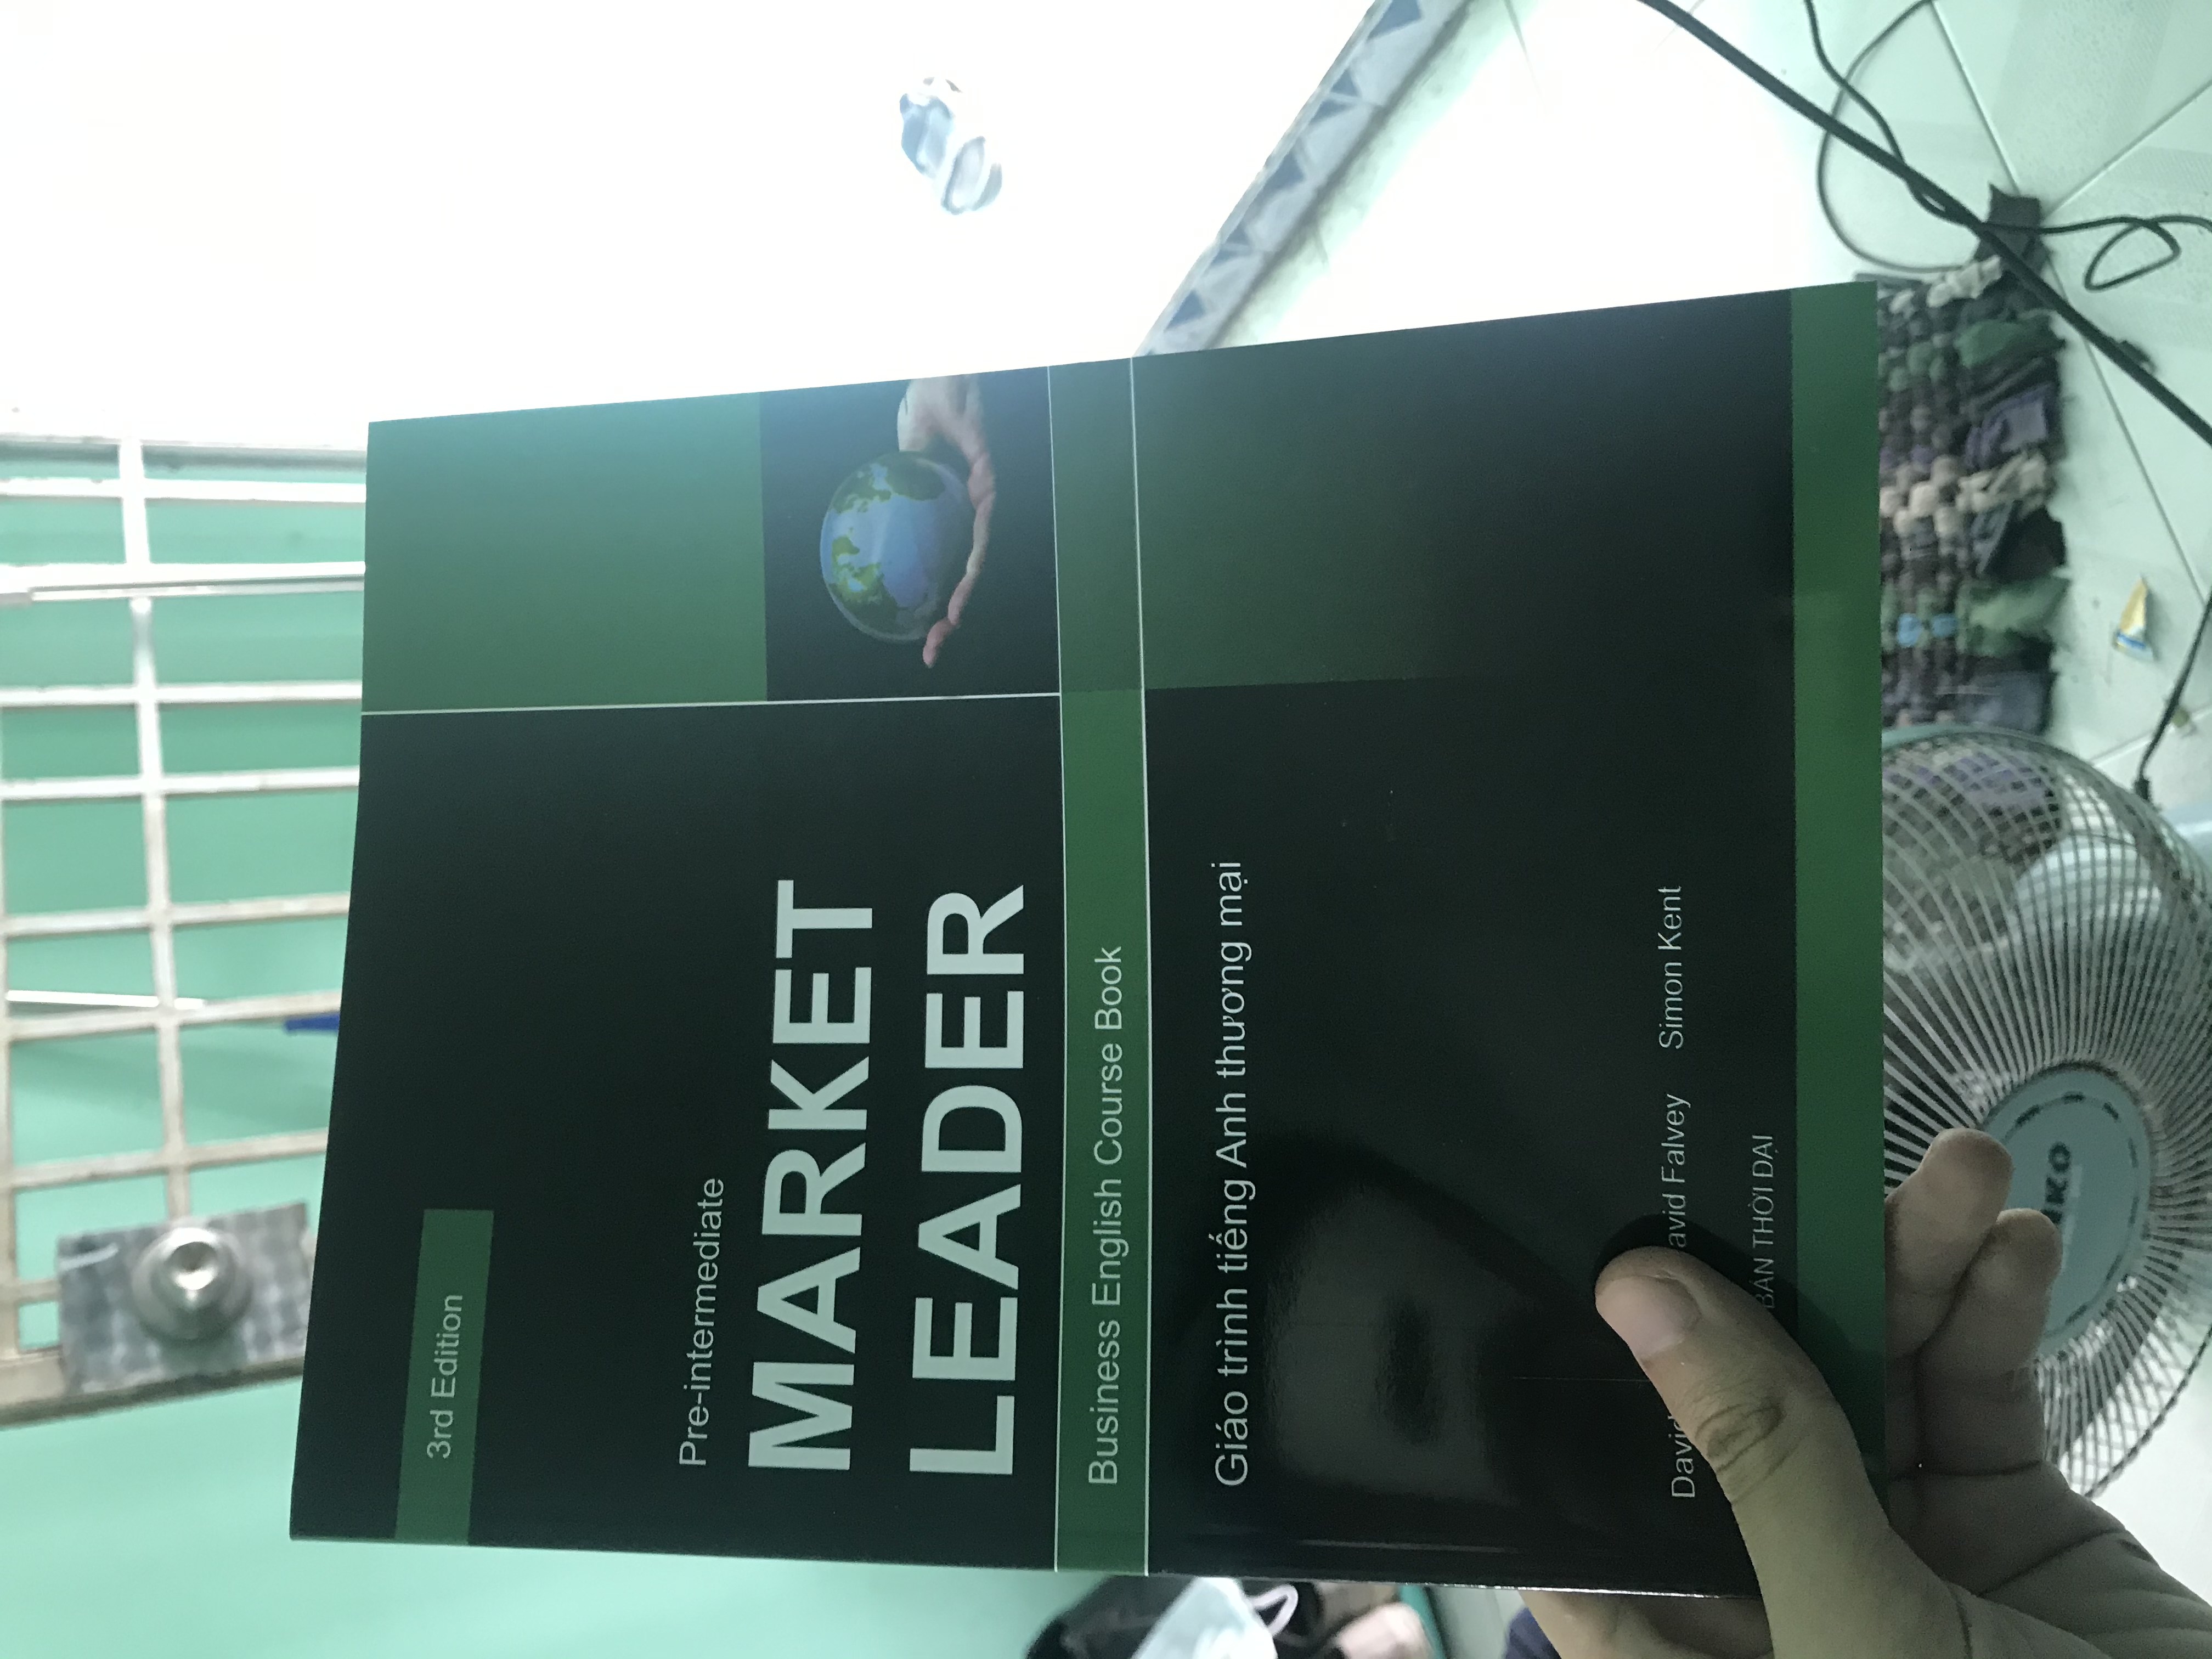 3rd Edition
Pre-intermediate
MARKET
LEADER
Business English Course Book
Giáo trình tiếng Anh thương mại
David Falvey Simon Kent
BẢN THỜI ĐẠI